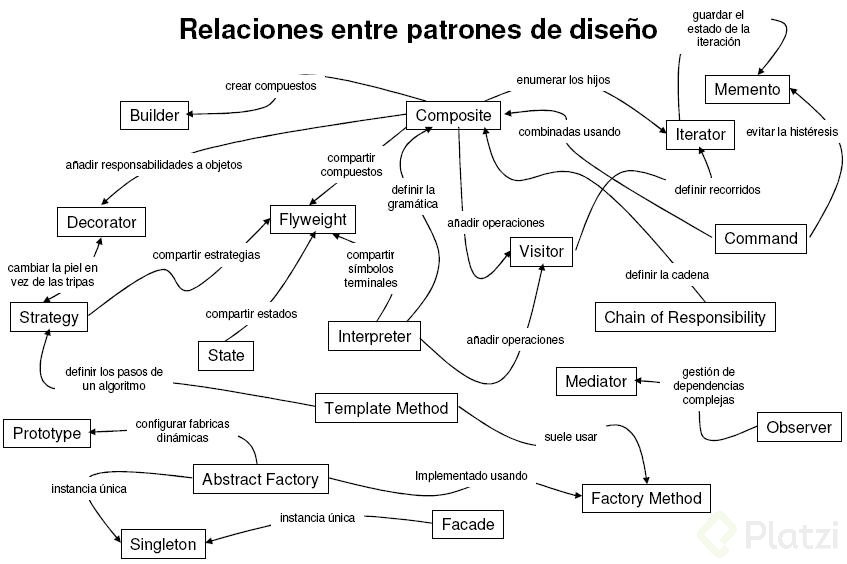 Relaciones entre patrones de diseño
guardar el
estado de la
iteración
crear compuestos
enumerar los hijos
Memento
Builder
Composite
combinadas usando
Iterator
evitar la histéresis
añadir responsabilidades a objetos
compartir
compuestos
definir la
gramática
definir recorridos
Decorator
Flyweight
añadir operaciones
Visitor
Command
compartir estrategias
compartir
símbolos
terminales
cambiar la piel en
vez de las tripas
definir la cadena
Strategy
compartir estados
Interpreter
Chain of Responsibility
State
añadir operaciones
definir los pasos de
un algoritmo
Mediator
gestión de
dependencias
complejas
Template Method
Prototype
configurar fabricas
dinámicas
suele usar
Observer
Abstract Factory
Implementado usando
instancia única
Factory Method
instancia única
Facade
Singleton
Platzi